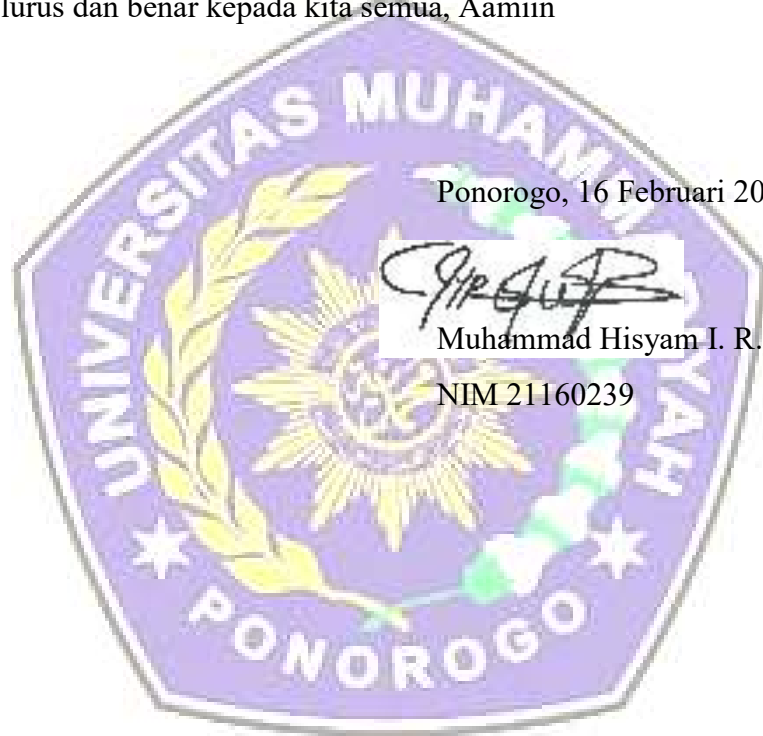 lurus dan benar kepada kita semua, Aamiin
UNIVERSITAS MUHAMMADIYAH
Ponorogo, 16 Februari 20
Muhammad Hisyam I. R.
NIM 21160239
PONOROGO